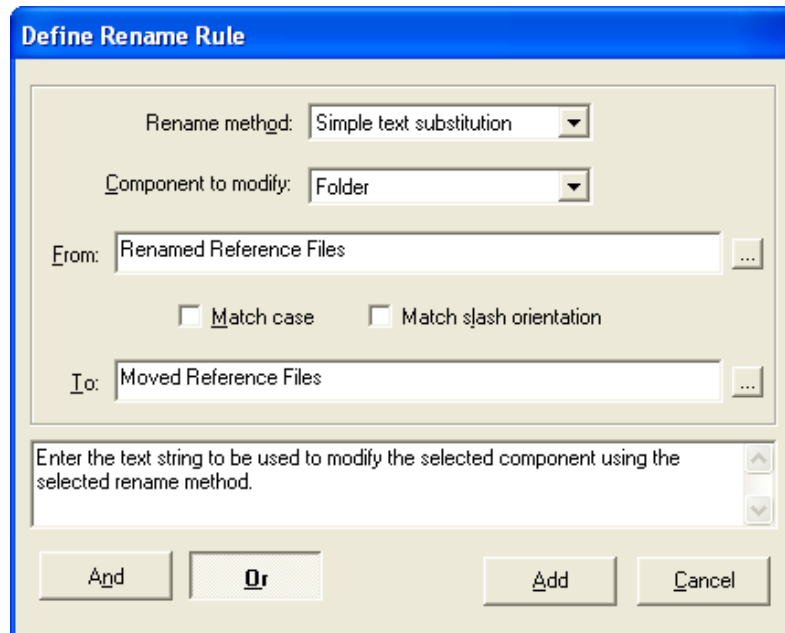 Define Rename Rule
Rename method: Simple text substitution
Component to modify: Folder
From: Renamed Reference Files ...
Match case Match slash orientation
To: Moved Reference Files ...
Enter the text string to be used to modify the selected component using the
selected rename method.
And Or Add Cancel